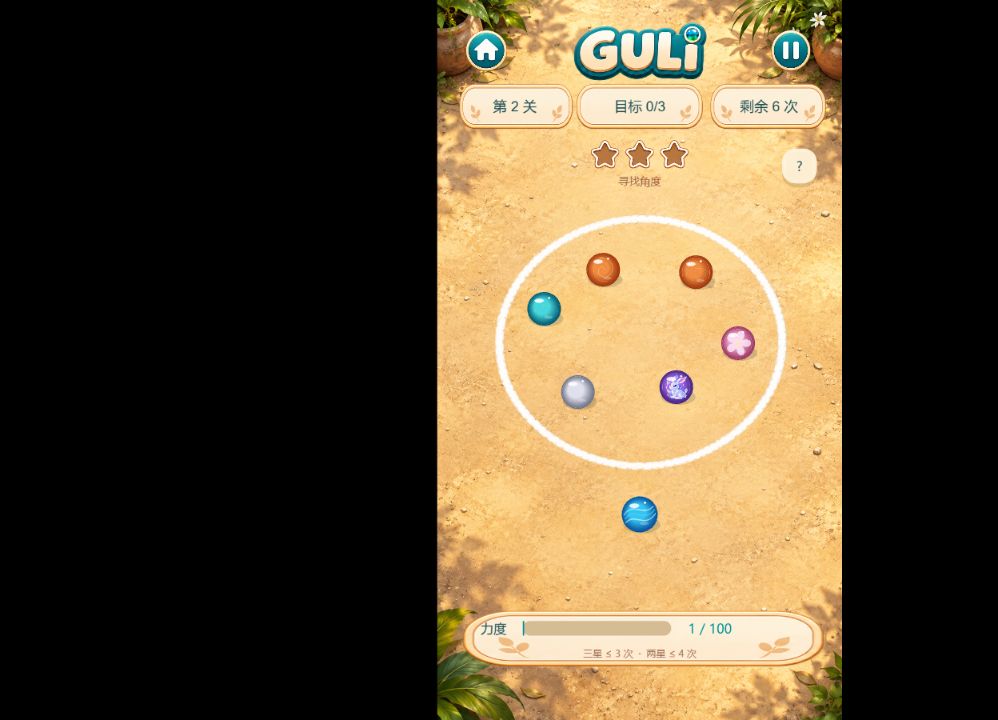 GULi
第 2 关
目标 0/3
剩余 6 次
寻找角度
?
力度
1 / 100
三星 ≤ 3 次 · 两星 ≤ 4 次